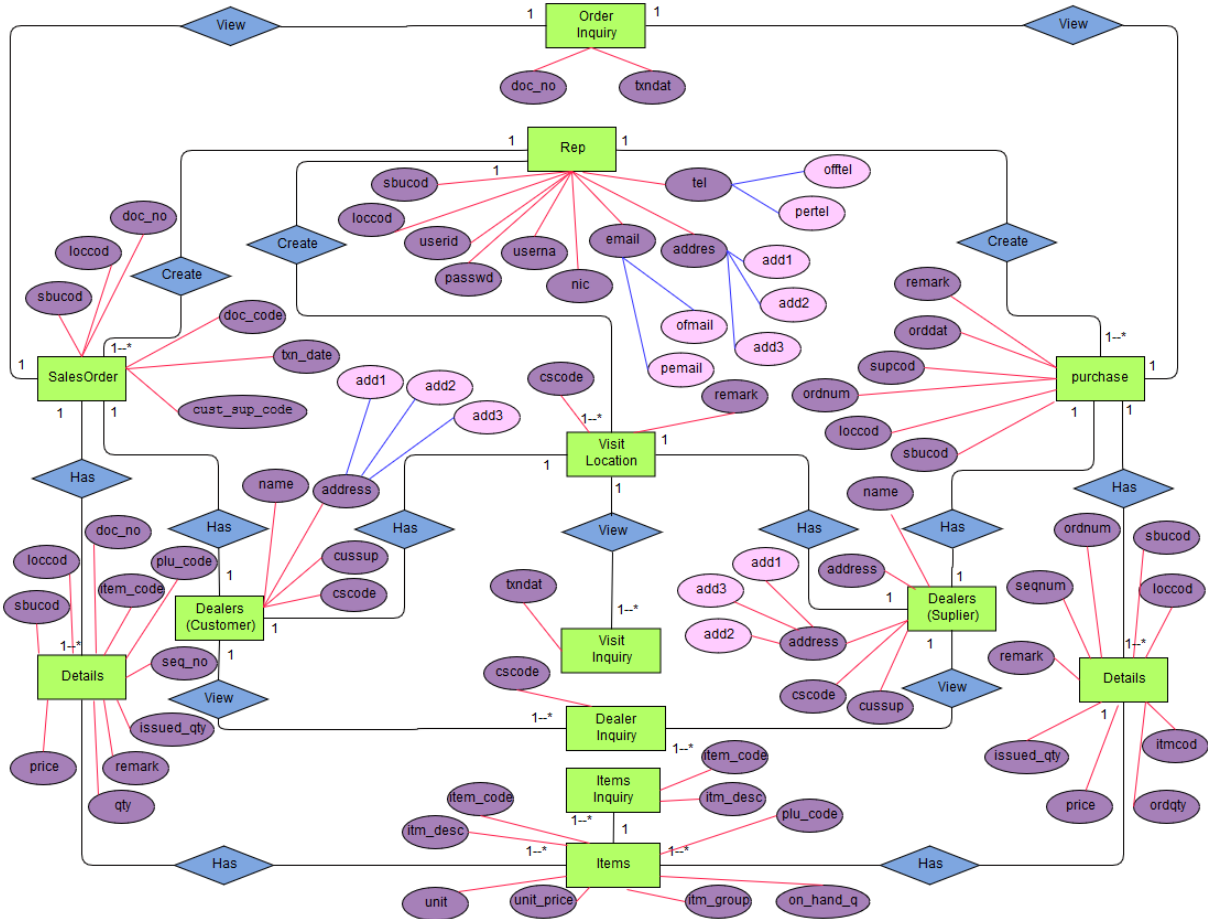 View
1
Order
Inquiry
1
View
doc_no
txndat
1
Rep
1
1
sbucod
tel
offtel
pertel
doc_no
loccod
userid
userna
email
addres
loccod
Create
Create
add1
Create
passwd
nic
add2
remark
sbucod
ofmail
doc_code
orddat
1--*
add3
1--*
txn_date
pemail
1
SalesOrder
supcod
purchase
1
add1
add2
cscode
remark
ordnum
cust_sup_code
add3
1
1
1--*
1
1
loccod
1
Visit
Location
sbucod
1
1
Has
name
address
1
name
Has
doc_no
Has
Has
View
Has
Has
ordnum
sbucod
loccod
plu_code
cussup
add1
address
item_code
1
txndat
1
add3
seqnum
loccod
sbucod
cscode
Dealers
(Customer)
1
1
Dealers
(Suplier)
add2
address
1--*
1--*
1
Visit
Inquiry
1
1--*
Details
seq_no
cscode
remark
Details
View
cscode
cussup
View
1
issued_qty
1--*
Dealer
Inquiry
issued_qty
itmcod
price
remark
1--*
item_code
qty
Items
Inquiry
itm_desc
price
ordqty
item_code
1--*
1
plu_code
itm_desc
1--*
1--*
Has
Items
Has
unit
unit_price
itm_group
on_hand_q